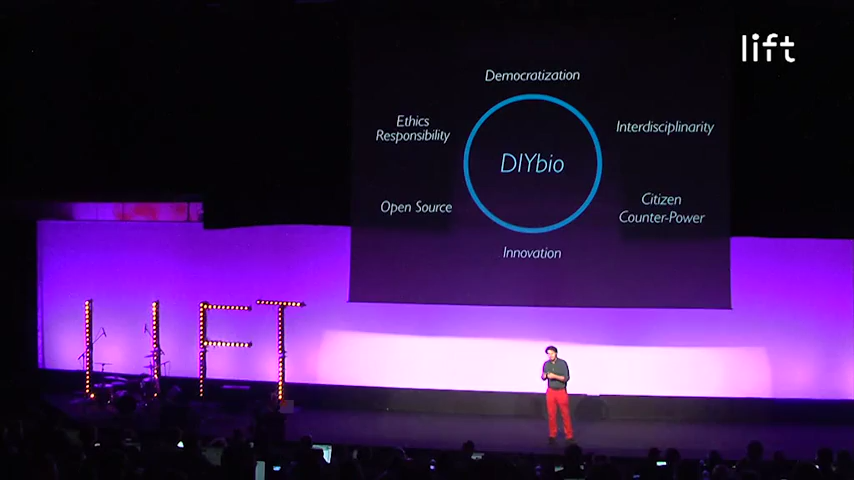 lift
Democratization
Ethics
Responsibility
Interdisciplinarity
DIYbio
Open Source
Citizen
Counter-Power
Innovation
LIFT